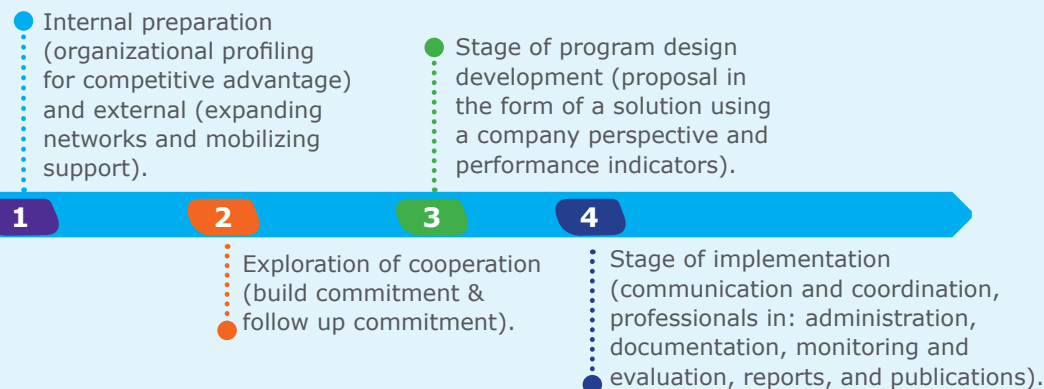 Internal preparation
(organizational profiling
for competitive advantage)
and external (expanding
networks and mobilizing
support).
Stage of program design
development (proposal in
the form of a solution using
a company perspective and
performance indicators).
1
2
3
4
Exploration of cooperation
(build commitment &
follow up commitment).
Stage of implementation
(communication and coordination,
professionals in: administration,
documentation, monitoring and
evaluation, reports, and publications).